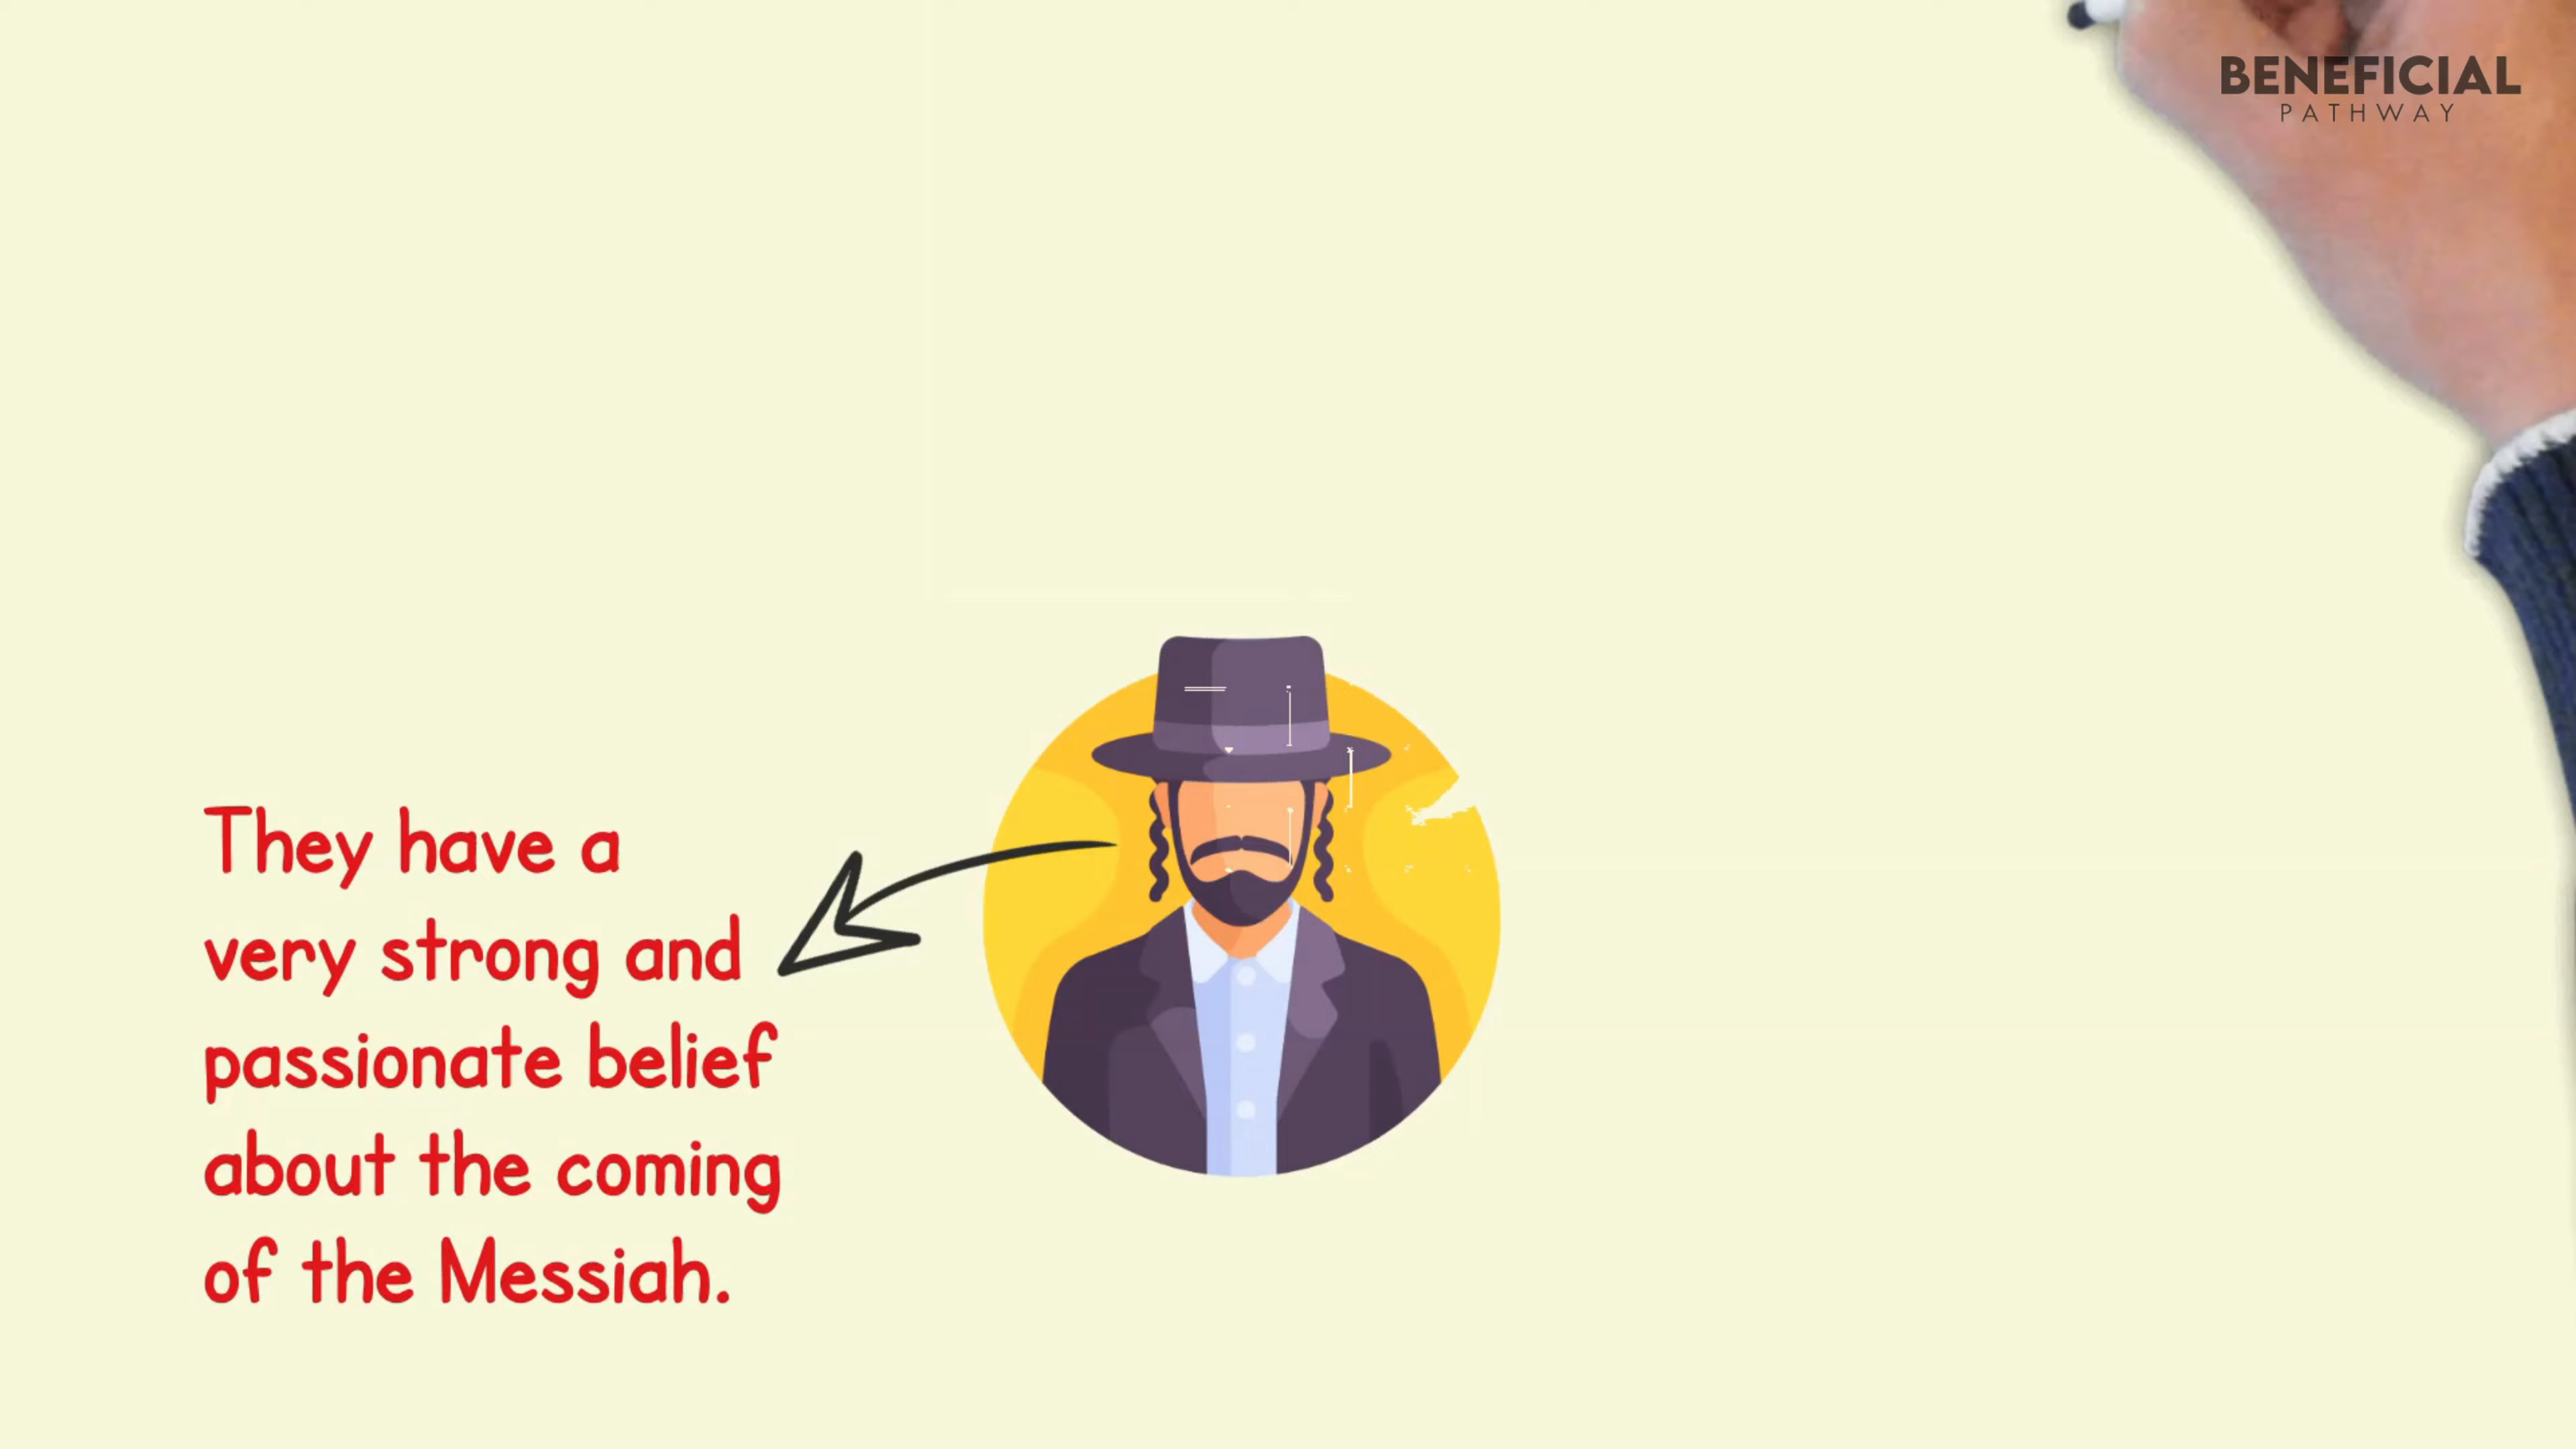 BENEFICIAL
PATHWAY
They have a
very strong and
passionate belief
about the coming
of the Messiah.